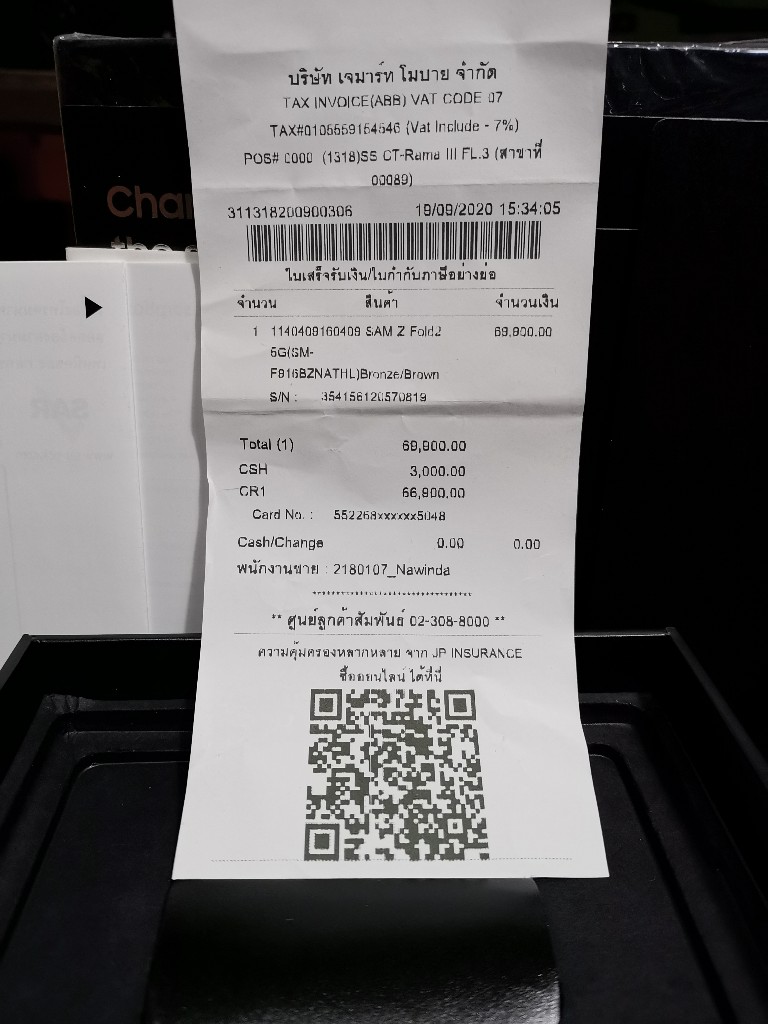 บริษัท เจมาร์ท โมบาย จำกัด
TAX INVOICE(ABB) VAT CODE 07
TAX#0105559154546 (Vat Include - 7%)
POS# 0000 (1318)SS CT-Rama III FL.3 (สาขาที่
00089)
311318200900306 19/09/2020 15:34:05
ใบเสร็จรับเงิน/ใบกำกับภาษีอย่างย่อ
จำนวน สินค้า จำนวนเงิน
1 1140409160409 SAM Z Fold2 69,900.00
5G(SM-
F916BZNATHL)Bronze/Brown
S/N : 354156120570819
Total (1) 69,900.00
CSH 3,000.00
CR1 66,900.00
Card No. : 552268xxxxxx5048
Cash/Change 0.00 0.00
พนักงานขาย : 2180107_Nawinda
********************************
** ศูนย์ลูกค้าสัมพันธ์ 02-308-8000 **
ความคุ้มครองหลากหลาย จาก JP INSURANCE
ซื้อออนไลน์ ได้ที่นี่
Cha
the